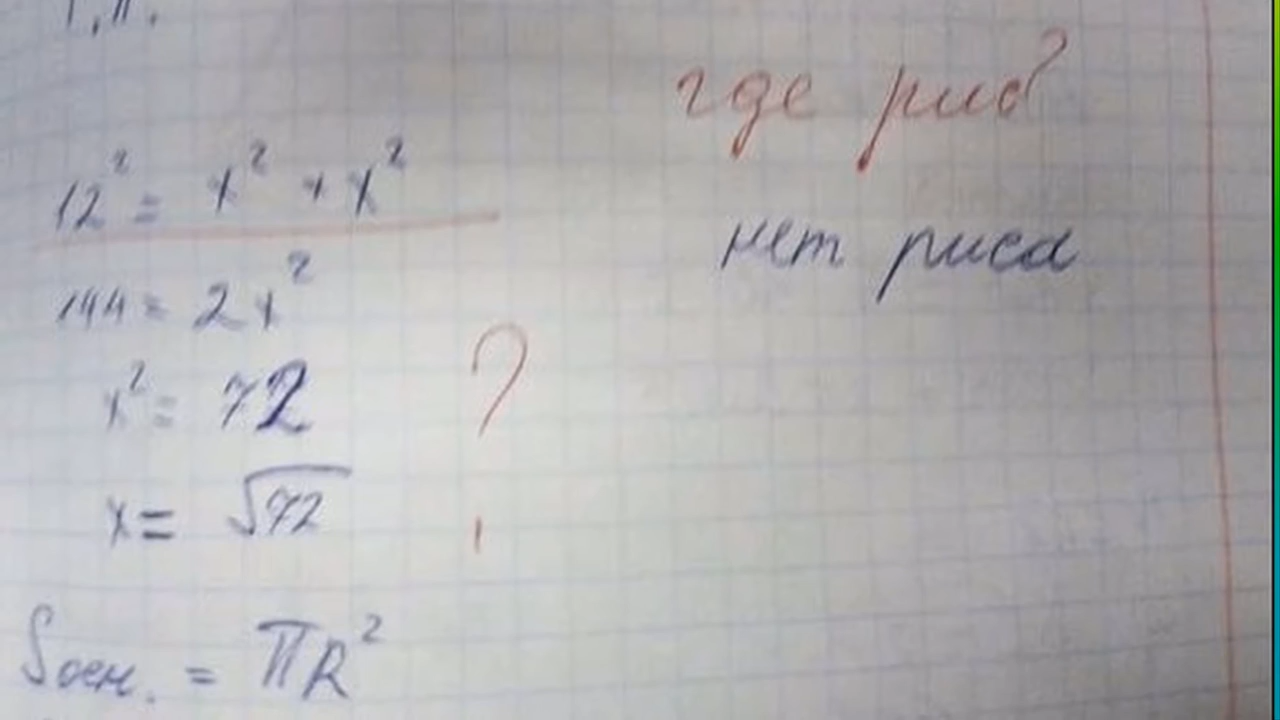 где рис?
12² = x² + x²
нет риса
144 = 2x²
x² = 72
?
x = √72
Sосн. = πR²